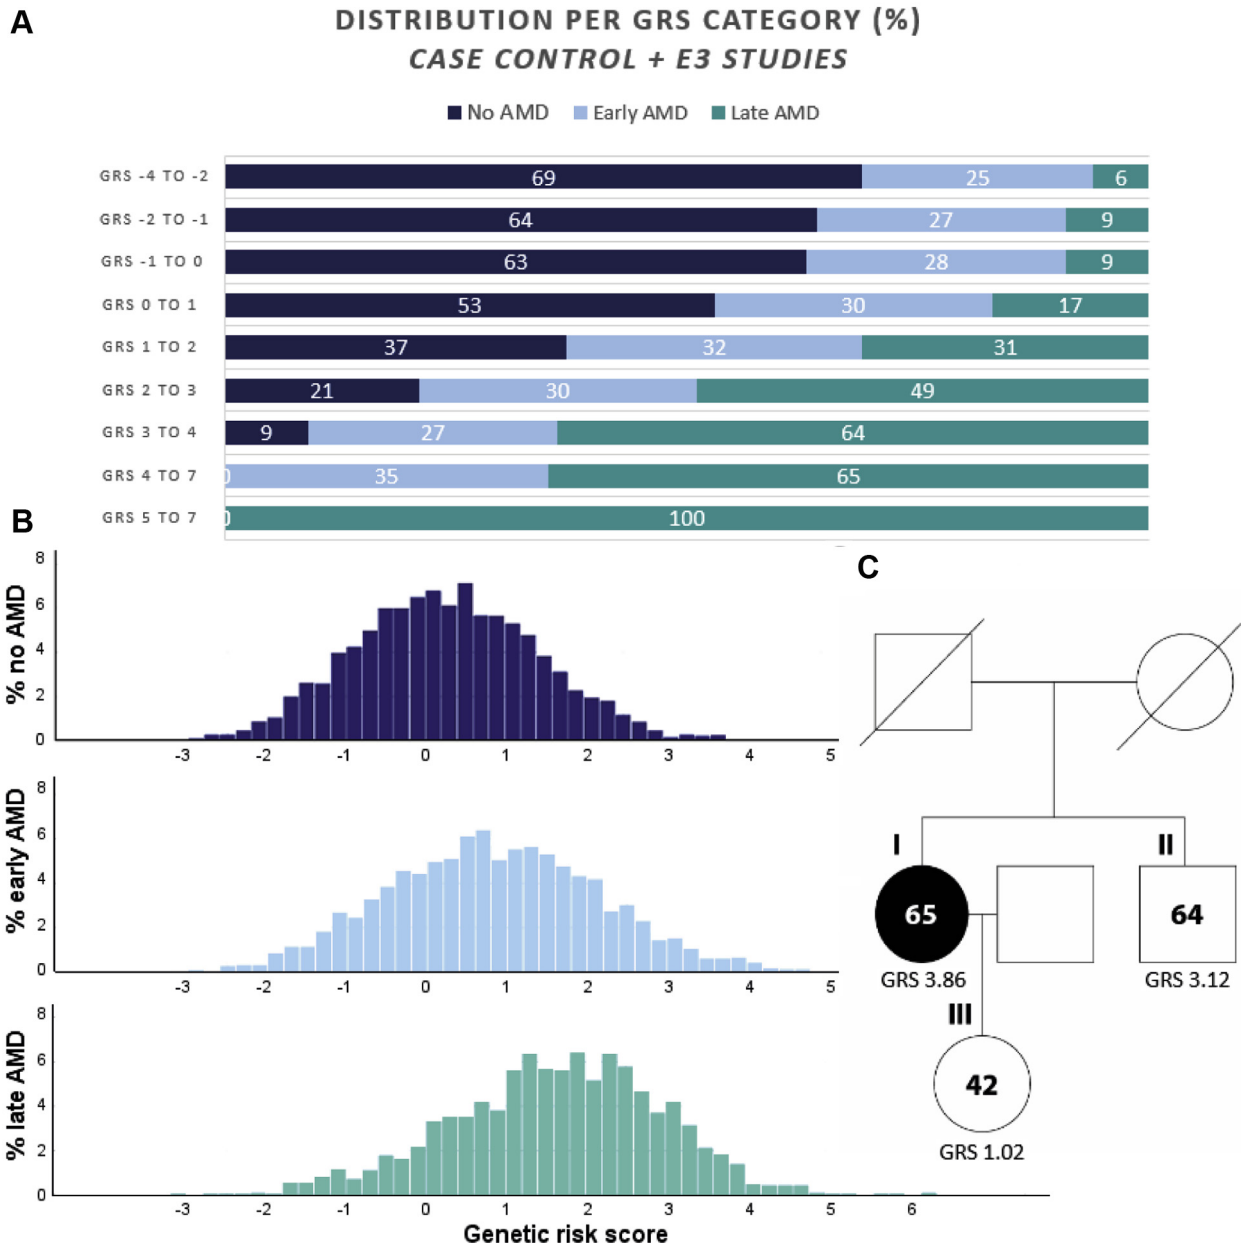 A
DISTRIBUTION PER GRS CATEGORY (%)
CASE CONTROL + E3 STUDIES
No AMD Early AMD Late AMD
GRS -4 TO -2 69 25 6
GRS -2 TO -1 64 27 9
GRS -1 TO 0 63 28 9
GRS 0 TO 1 53 30 17
GRS 1 TO 2 37 32 31
GRS 2 TO 3 21 30 49
GRS 3 TO 4 9 27 64
GRS 4 TO 7 0 35 65
GRS 5 TO 7 0 100
B
% no AMD
8
6
4
2
0
-3 -2 -1 0 1 2 3 4 5
% early AMD
8
6
4
2
0
-3 -2 -1 0 1 2 3 4 5
% late AMD
8
6
4
2
0
-3 -2 -1 0 1 2 3 4 5 6
Genetic risk score
C
I II
65 64
GRS 3.86 GRS 3.12
III
42
GRS 1.02